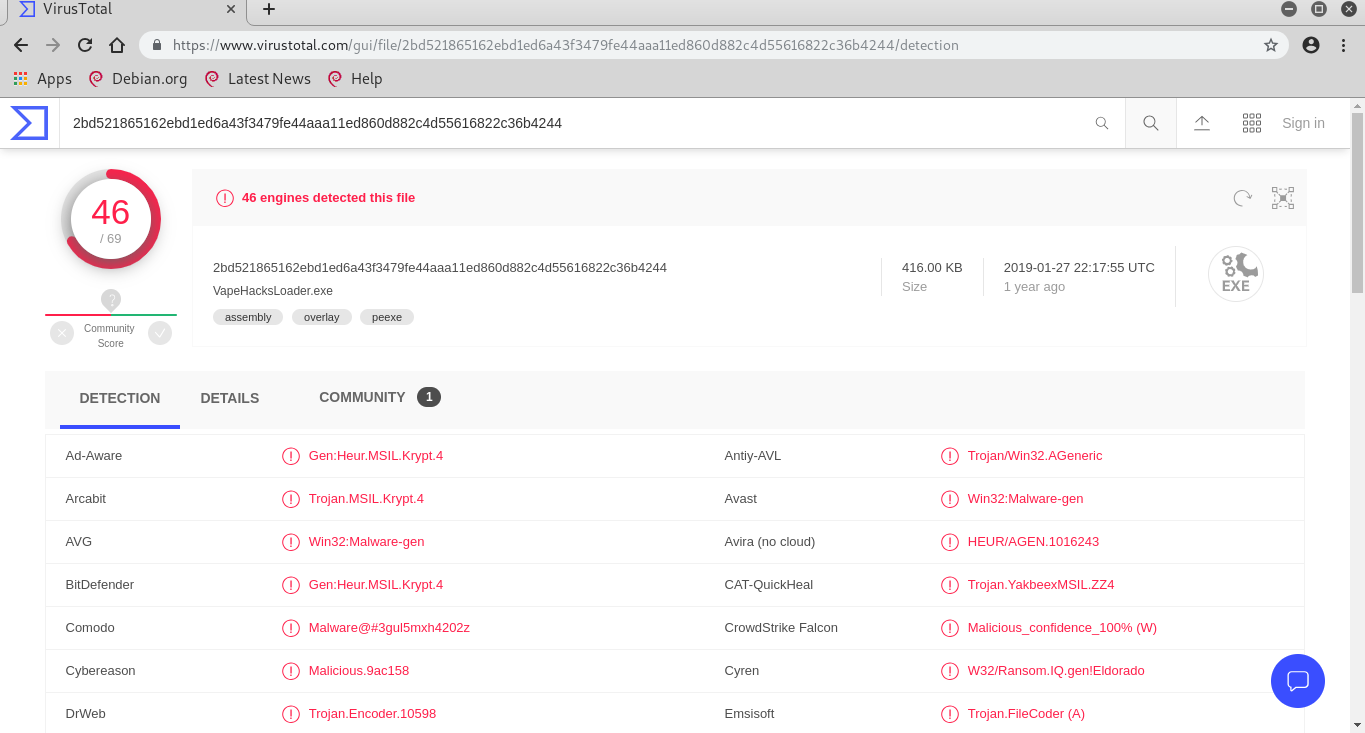 VirusTotal
https://www.virustotal.com/gui/file/2bd521865162ebd1ed6a43f3479fe44aaa11ed860d882c4d55616822c36b4244/detection
Apps Debian.org Latest News Help
2bd521865162ebd1ed6a43f3479fe44aaa11ed860d882c4d55616822c36b4244 Sign in
46
/ 69
?
Community
Score
46 engines detected this file
2bd521865162ebd1ed6a43f3479fe44aaa11ed860d882c4d55616822c36b4244
VapeHacksLoader.exe
assembly overlay peexe
416.00 KB
Size
2019-01-27 22:17:55 UTC
1 year ago
EXE
DETECTION DETAILS COMMUNITY 1
Ad-Aware Gen:Heur.MSIL.Krypt.4 Antiy-AVL Trojan/Win32.AGeneric
Arcabit Trojan.MSIL.Krypt.4 Avast Win32:Malware-gen
AVG Win32:Malware-gen Avira (no cloud) HEUR/AGEN.1016243
BitDefender Gen:Heur.MSIL.Krypt.4 CAT-QuickHeal Trojan.YakbeexMSIL.ZZ4
Comodo Malware@#3gul5mxh4202z CrowdStrike Falcon Malicious_confidence_100% (W)
Cybereason Malicious.9ac158 Cyren W32/Ransom.IQ.gen!Eldorado
DrWeb Trojan.Encoder.10598 Emsisoft Trojan.FileCoder (A)